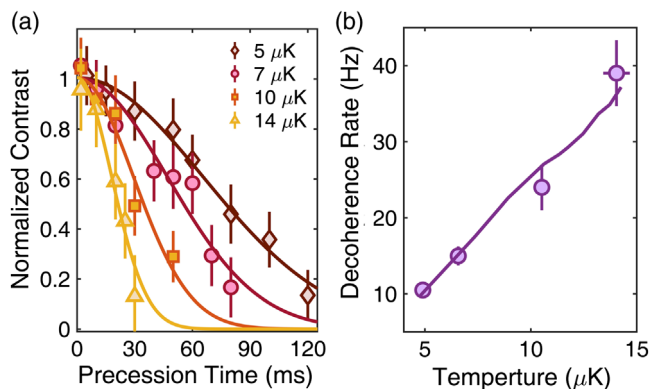 (a)
5 μK
7 μK
10 μK
14 μK
Normalized Contrast
1
0.8
0.6
0.4
0.2
0
0 30 60 90 120
Precession Time (ms)
(b)
Decoherence Rate (Hz)
40
30
20
10
5 10 15
Temperture (μK)